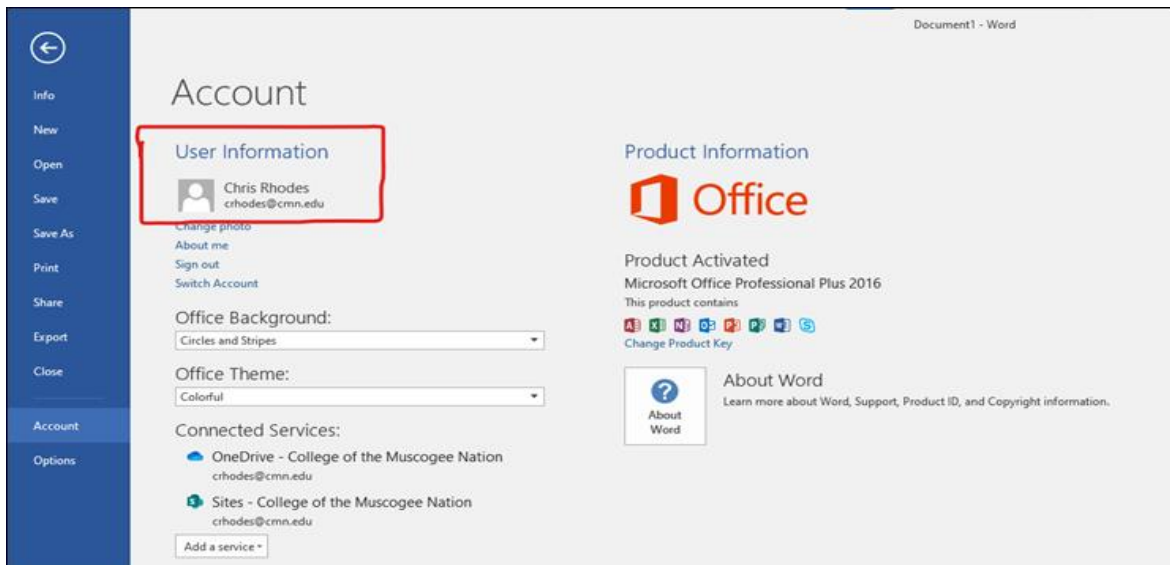 Document1 - Word
Info
New
Open
Save
Save As
Print
Share
Export
Close
Account
Options
Account
User Information
Chris Rhodes
crhodes@cmn.edu
Change photo
About me
Sign out
Switch Account
Office Background:
Circles and Stripes
Office Theme:
Colorful
Connected Services:
OneDrive - College of the Muscogee Nation
crhodes@cmn.edu
Sites - College of the Muscogee Nation
crhodes@cmn.edu
Add a service
Product Information
Office
Product Activated
Microsoft Office Professional Plus 2016
This product contains
Change Product Key
About
Word
About Word
Learn more about Word, Support, Product ID, and Copyright information.